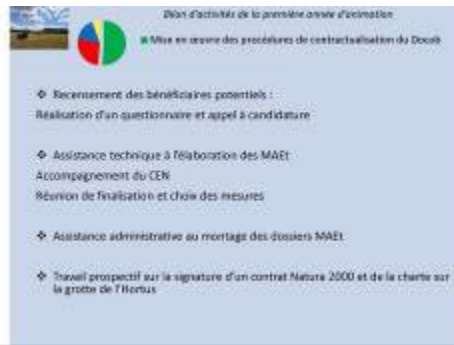 Bilan d'activités de la première année d'animation
Mise en œuvre des procédures de contractualisation du Docob
Recensement des bénéficiaires potentiels :
Réalisation d'un questionnaire et appel à candidature
Assistance technique à l'élaboration des MAEt
Accompagnement du CEN
Réunion de finalisation et choix des mesures
Assistance administrative au montage des dossiers MAEt
Travail prospectif sur la signature d'un contrat Natura 2000 et de la charte sur
la grotte de l'Hortus